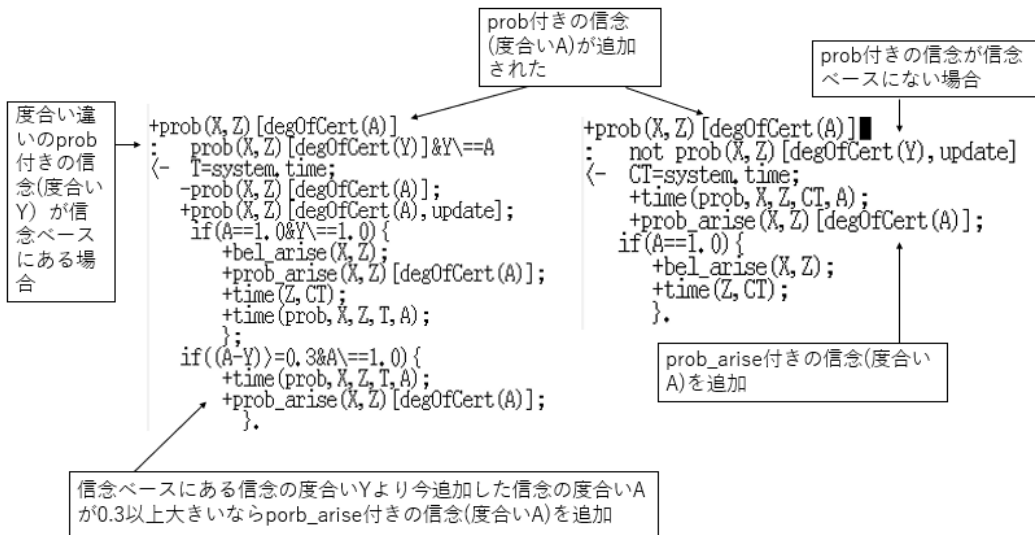 prob付きの信念
(度合いA)が追加
された
prob付きの信念が信念
ベースにない場合
度合い違
いのprob
付きの信
念(度合い
Y）が信
念ベース
にある場
合
+prob(X,Z)[degOfCert(A)]
:   prob(X,Z)[degOfCert(Y)]&Y\==A
<-  T=system.time;
-prob(X,Z)[degOfCert(A)];
+prob(X,Z)[degOfCert(A),update];
if(A==1.0&Y\==1.0){
+bel_arise(X,Z);
+prob_arise(X,Z)[degOfCert(A)];
+time(Z,CT);
+time(prob,X,Z,T,A);
};
if((A-Y)>=0.3&A\==1.0){
+time(prob,X,Z,T,A);
+prob_arise(X,Z)[degOfCert(A)];
}.
+prob(X,Z)[degOfCert(A)]
:   not prob(X,Z)[degOfCert(Y),update]
<-  CT=system.time;
+time(prob,X,Z,CT,A);
+prob_arise(X,Z)[degOfCert(A)];
if(A==1.0){
+bel_arise(X,Z);
+time(Z,CT);
}.
prob_arise付きの信念(度合い
A)を追加
信念ベースにある信念の度合いYより今追加した信念の度合いA
が0.3以上大きいならporb_arise付きの信念(度合いA)を追加